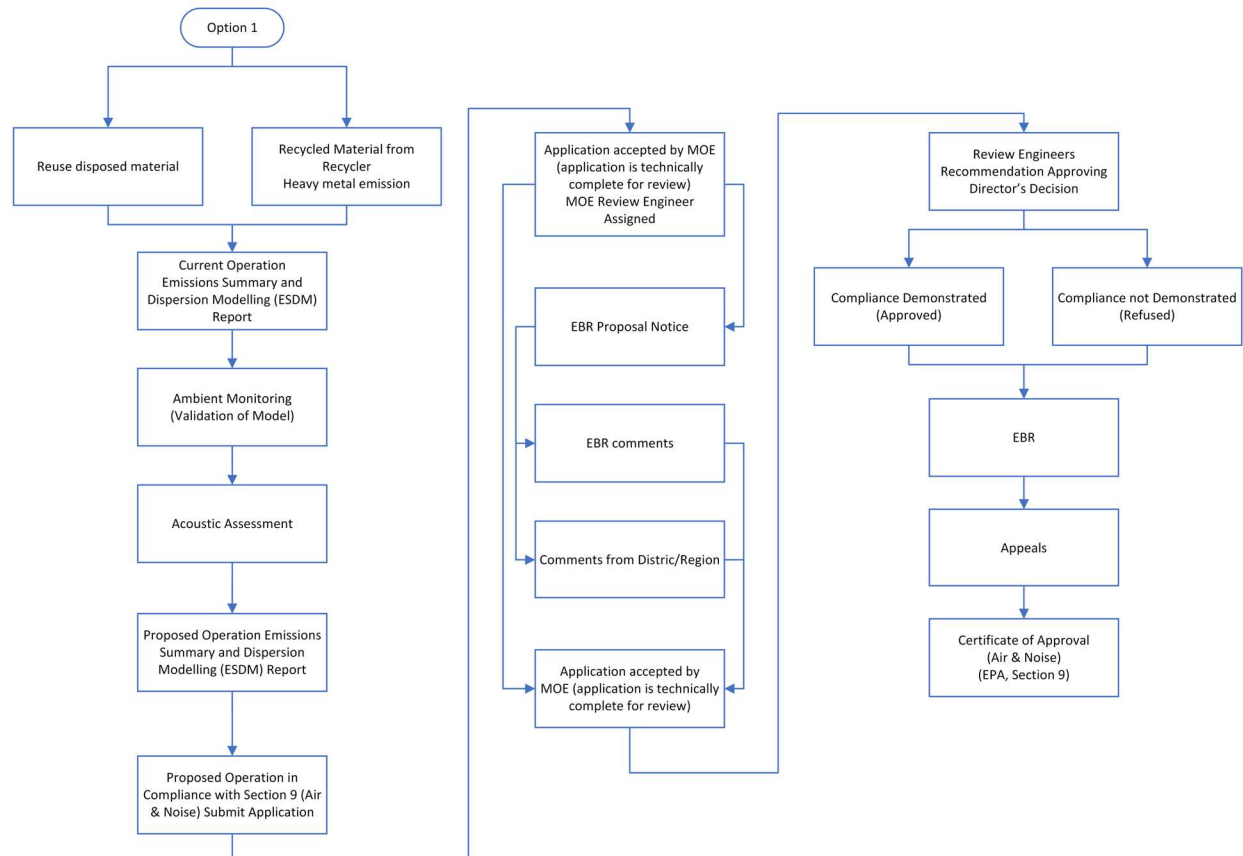 Option 1
Reuse disposed material
Recycled Material from
Recycler
Heavy metal emission
Current Operation
Emissions Summary and
Dispersion Modelling (ESDM)
Report
Ambient Monitoring
(Validation of Model)
Acoustic Assessment
Proposed Operation Emissions
Summary and Dispersion
Modelling (ESDM) Report
Proposed Operation in
Compliance with Section 9 (Air
& Noise) Submit Application
Application accepted by MOE
(application is technically
complete for review)
MOE Review Engineer
Assigned
EBR Proposal Notice
EBR comments
Comments from Distric/Region
Application accepted by
MOE (application is technically
complete for review)
Review Engineers
Recommendation Approving
Director’s Decision
Compliance Demonstrated
(Approved)
Compliance not Demonstrated
(Refused)
EBR
Appeals
Certificate of Approval
(Air & Noise)
(EPA, Section 9)